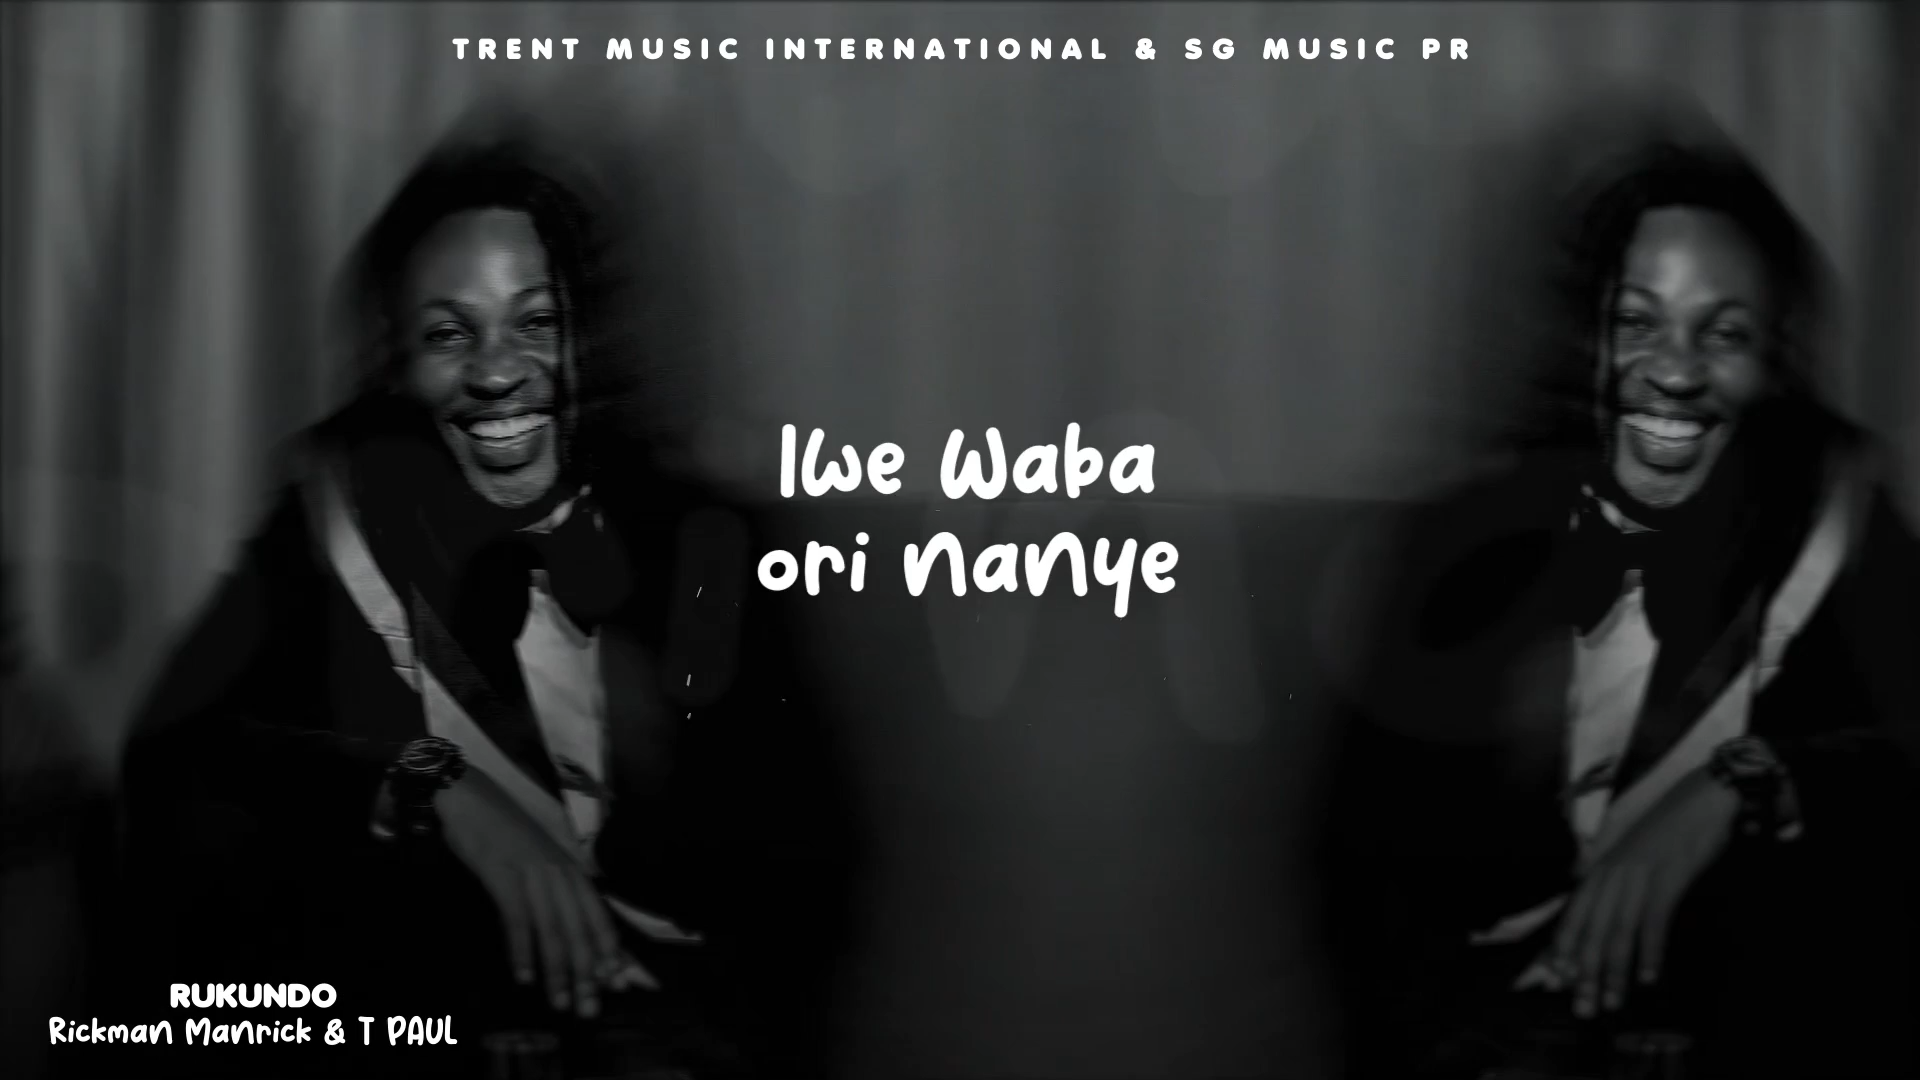 TRENT MUSIC INTERNATIONAL & SG MUSIC PR
Iwe Waba
ori nanye
RUKUNDO
Rickman Manrick & T PAUL